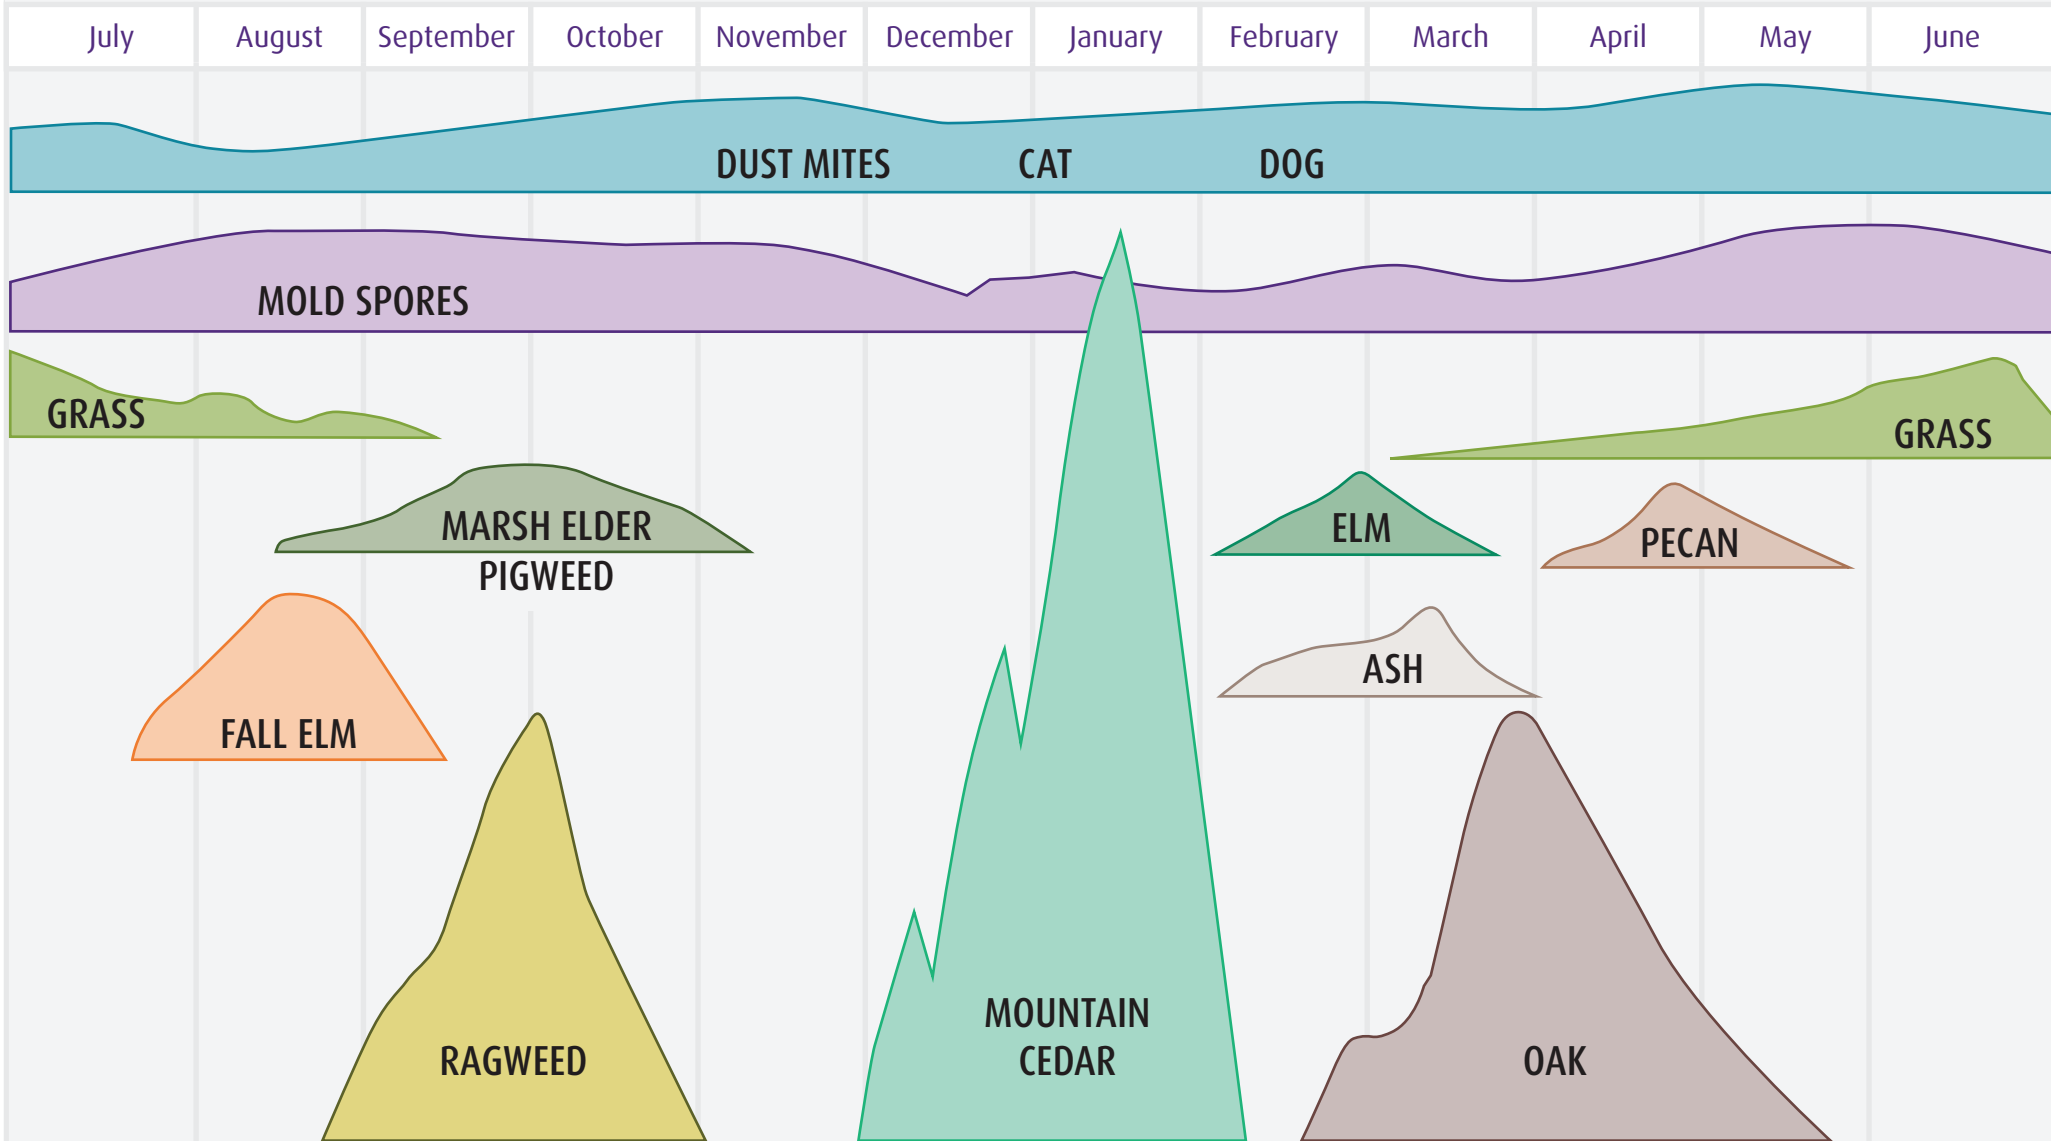 July August September October November December January February March April May June
DUST MITES CAT DOG
MOLD SPORES
GRASS
GRASS
MARSH ELDER
PIGWEED
ELM
PECAN
ASH
FALL ELM
MOUNTAIN
CEDAR
RAGWEED
OAK